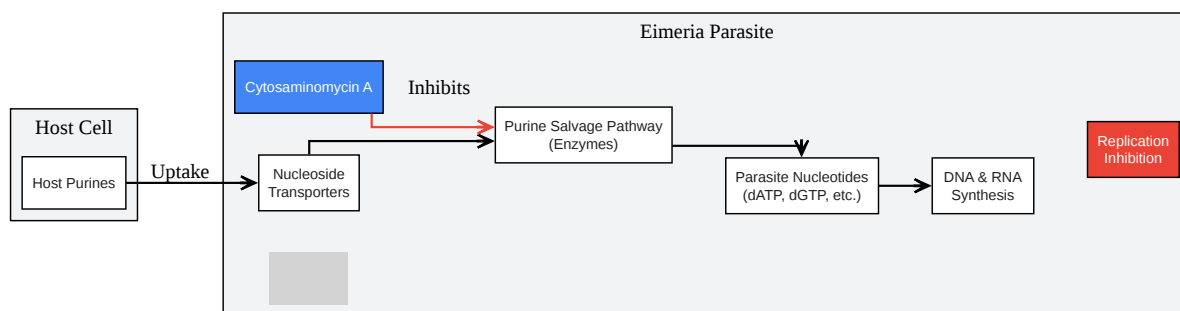 Eimeria Parasite
Cytosaminomycin A
Inhibits
Host Cell
Host Purines
Uptake
Nucleoside
Transporters
Purine Salvage Pathway
(Enzymes)
Parasite Nucleotides
(dATP, dGTP, etc.)
DNA & RNA
Synthesis
Replication
Inhibition